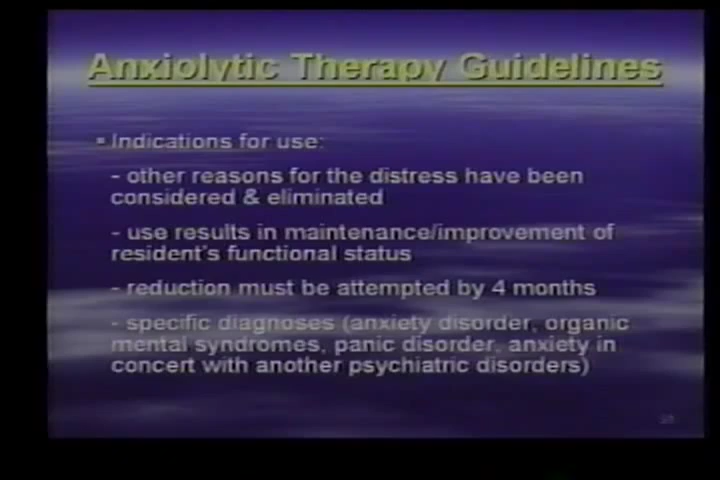 Anxiolytic Therapy Guidelines
▪ Indications for use:
- other reasons for the distress have been
considered & eliminated
- use results in maintenance/improvement of
resident's functional status
- reduction must be attempted by 4 months
- specific diagnoses (anxiety disorder, organic
mental syndromes, panic disorder, anxiety in
concert with another psychiatric disorders)